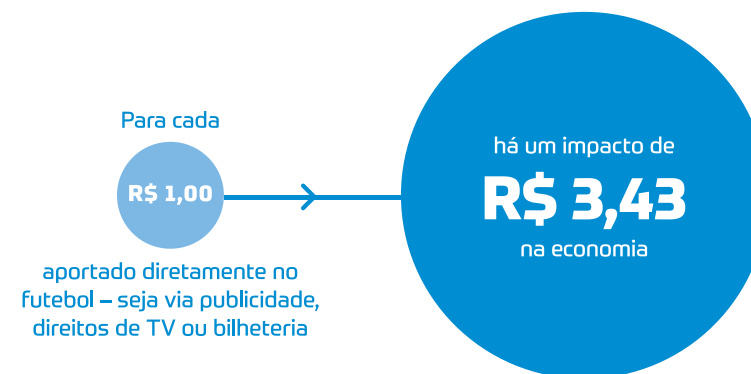 Para cada
R$ 1,00
aportado diretamente no
futebol – seja via publicidade,
direitos de TV ou bilheteria
há um impacto de
R$ 3,43
na economia